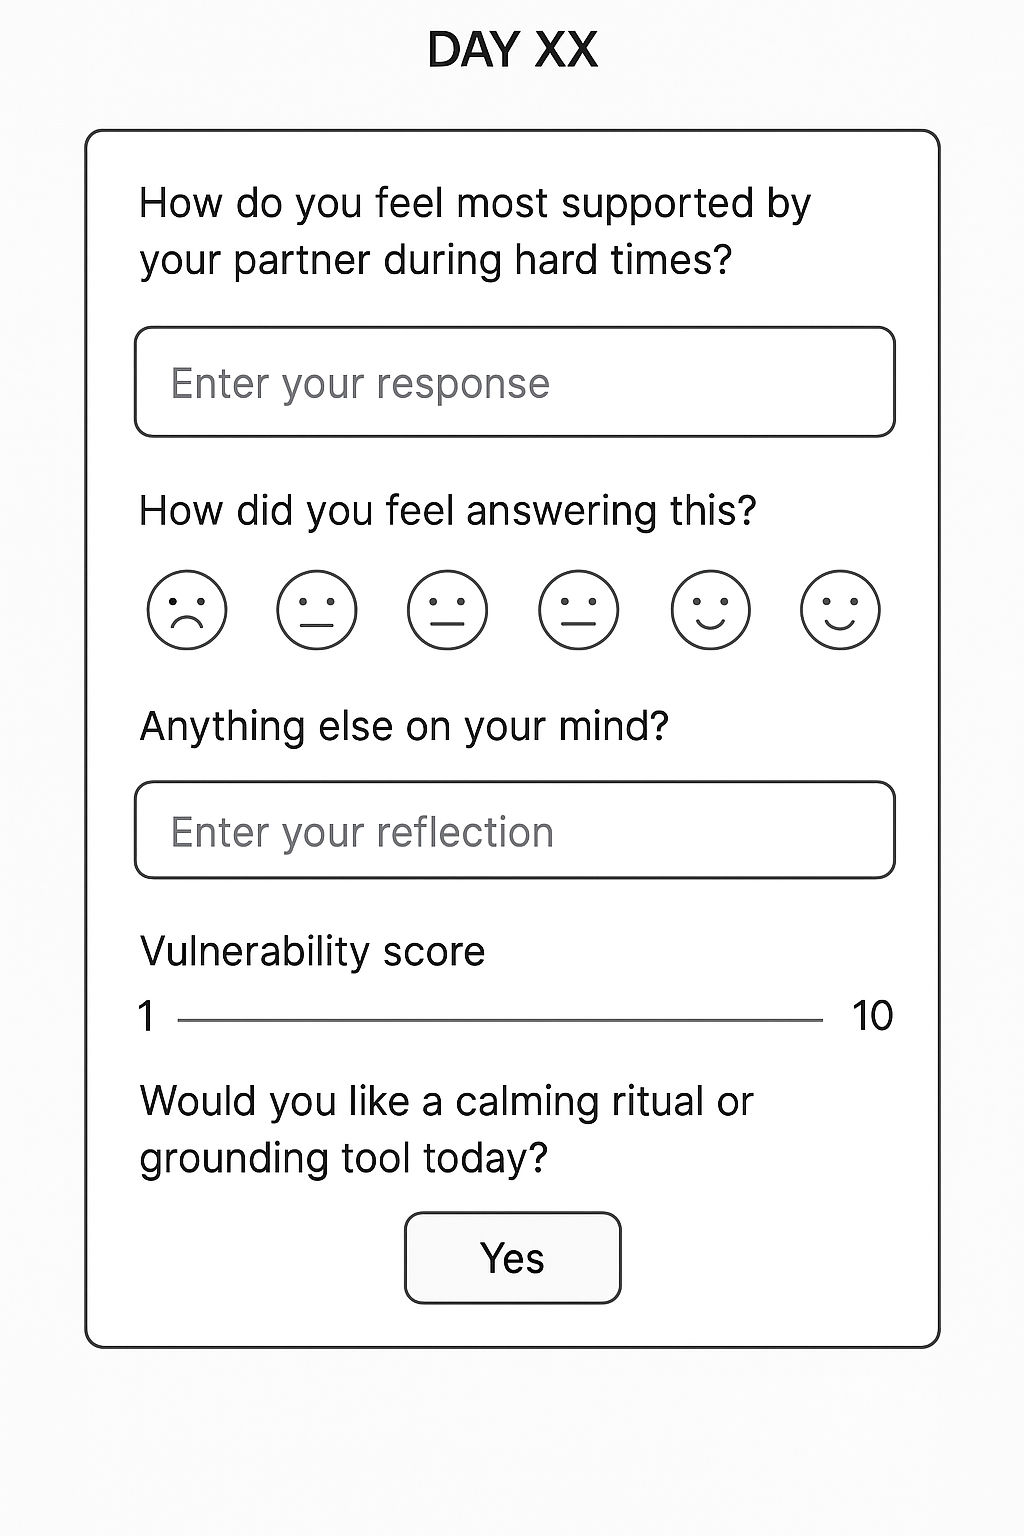 DAY XX
How do you feel most supported by
your partner during hard times?
Enter your response
How did you feel answering this?
Anything else on your mind?
Enter your reflection
Vulnerability score
1 10
Would you like a calming ritual or
grounding tool today?
Yes